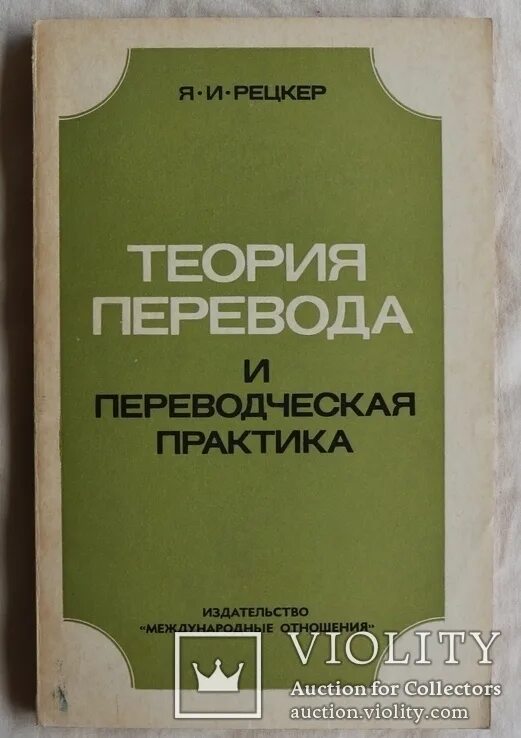 Я·И·РЕЦКЕР
ТЕОРИЯ
ПЕРЕВОДА
И
ПЕРЕВОДЧЕСКАЯ
ПРАКТИКА
ИЗДАТЕЛЬСТВО
«МЕЖДУНАРОДНЫЕ ОТНОШЕНИЯ»
VIOLITY
Auction for Collectors
auction.violity.com